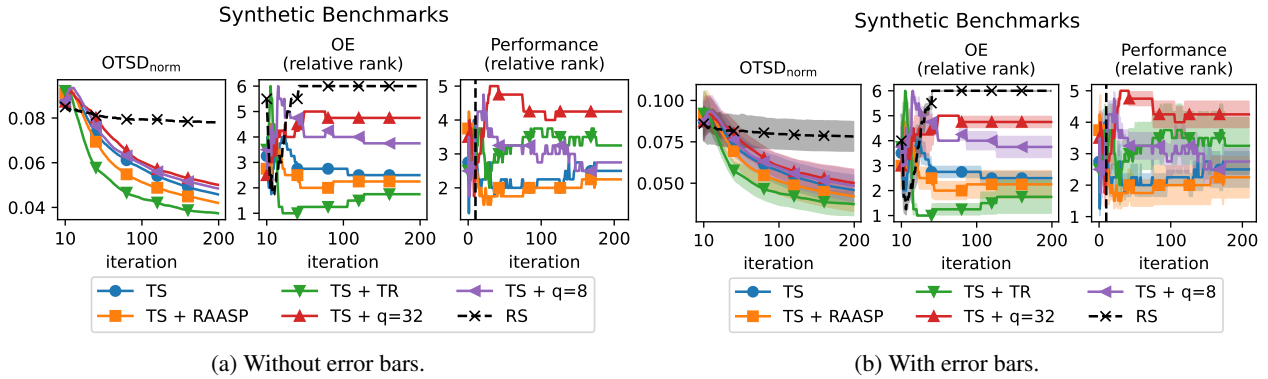 Synthetic Benchmarks
OTSDnorm
OE
(relative rank)
Performance
(relative rank)
0.08
0.06
0.04
6
5
4
3
2
1
5
4
3
2
10 100 200
10 100 200
0 100 200
iteration
iteration
iteration
TS
TS + TR
TS + q=8
TS + RAASP
TS + q=32
RS
(a) Without error bars.
Synthetic Benchmarks
OTSDnorm
OE
(relative rank)
Performance
(relative rank)
0.100
0.075
0.050
6
5
4
3
2
1
5
4
3
2
1
10 100 200
10 100 200
0 100 200
iteration
iteration
iteration
TS
TS + TR
TS + q=8
TS + RAASP
TS + q=32
RS
(b) With error bars.